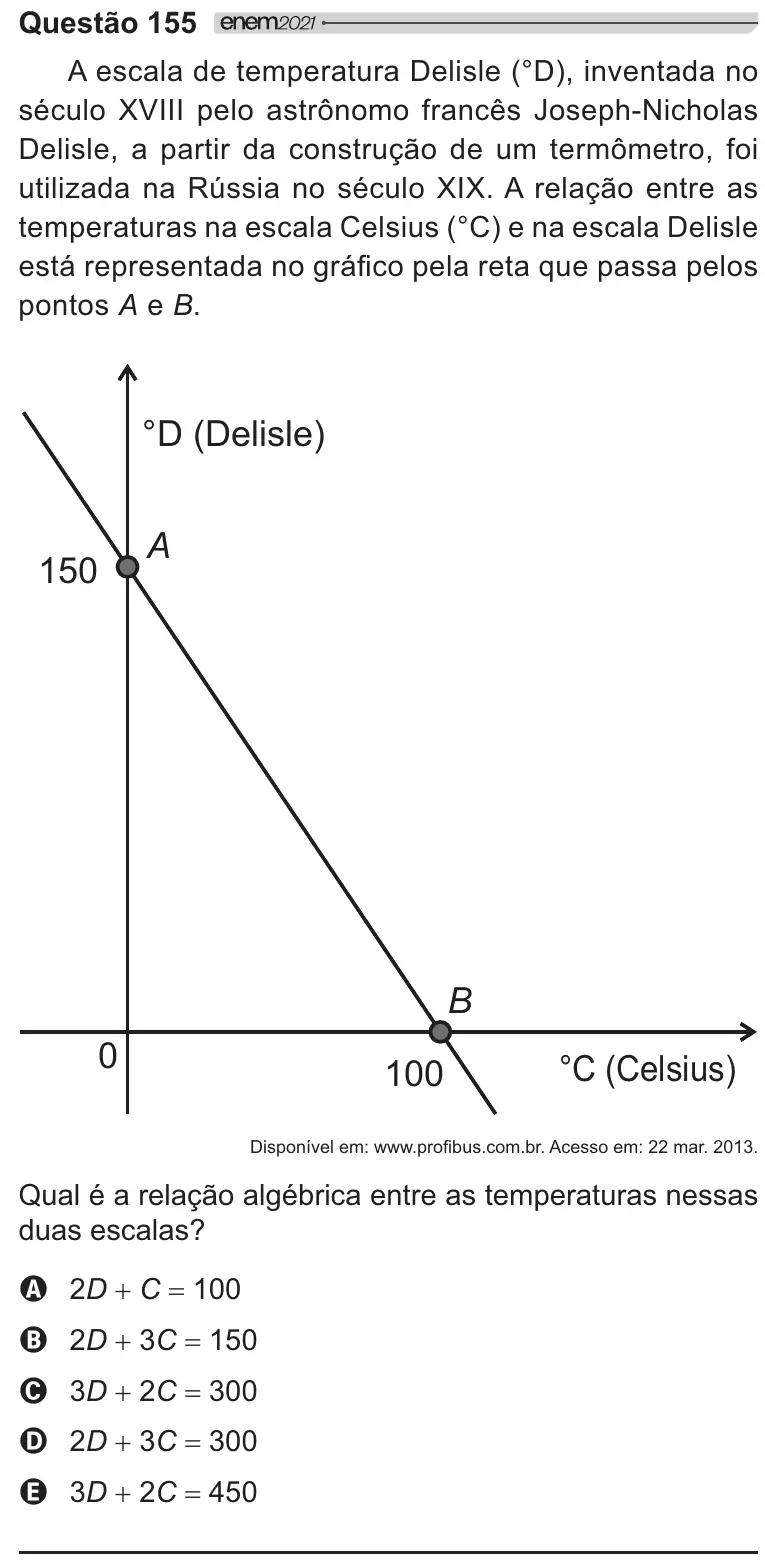 Questão 155 enem2021
A escala de temperatura Delisle (°D), inventada no
século XVIII pelo astrônomo francês Joseph-Nicholas
Delisle, a partir da construção de um termômetro, foi
utilizada na Rússia no século XIX. A relação entre as
temperaturas na escala Celsius (°C) e na escala Delisle
está representada no gráfico pela reta que passa pelos
pontos A e B.
°D (Delisle)
A
150
B
0
100
°C (Celsius)
Disponível em: www.profibus.com.br. Acesso em: 22 mar. 2013.
Qual é a relação algébrica entre as temperaturas nessas
duas escalas?
A 2D + C = 100
B 2D + 3C = 150
C 3D + 2C = 300
D 2D + 3C = 300
E 3D + 2C = 450